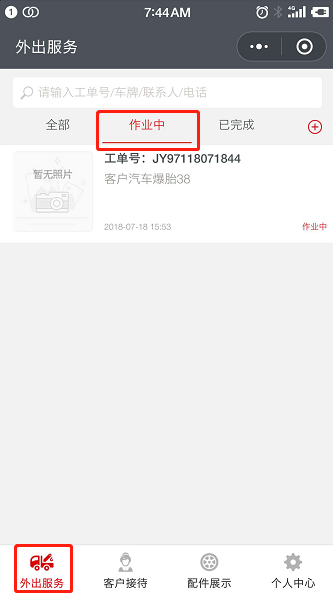 1 7:44AM 4G
外出服务
请输入工单号/车牌/联系人/电话
全部 作业中 已完成
工单号: JY97118071844
暂无照片
客户汽车爆胎38
2018-07-18 15:53 作业中
外出服务 客户接待 配件展示 个人中心